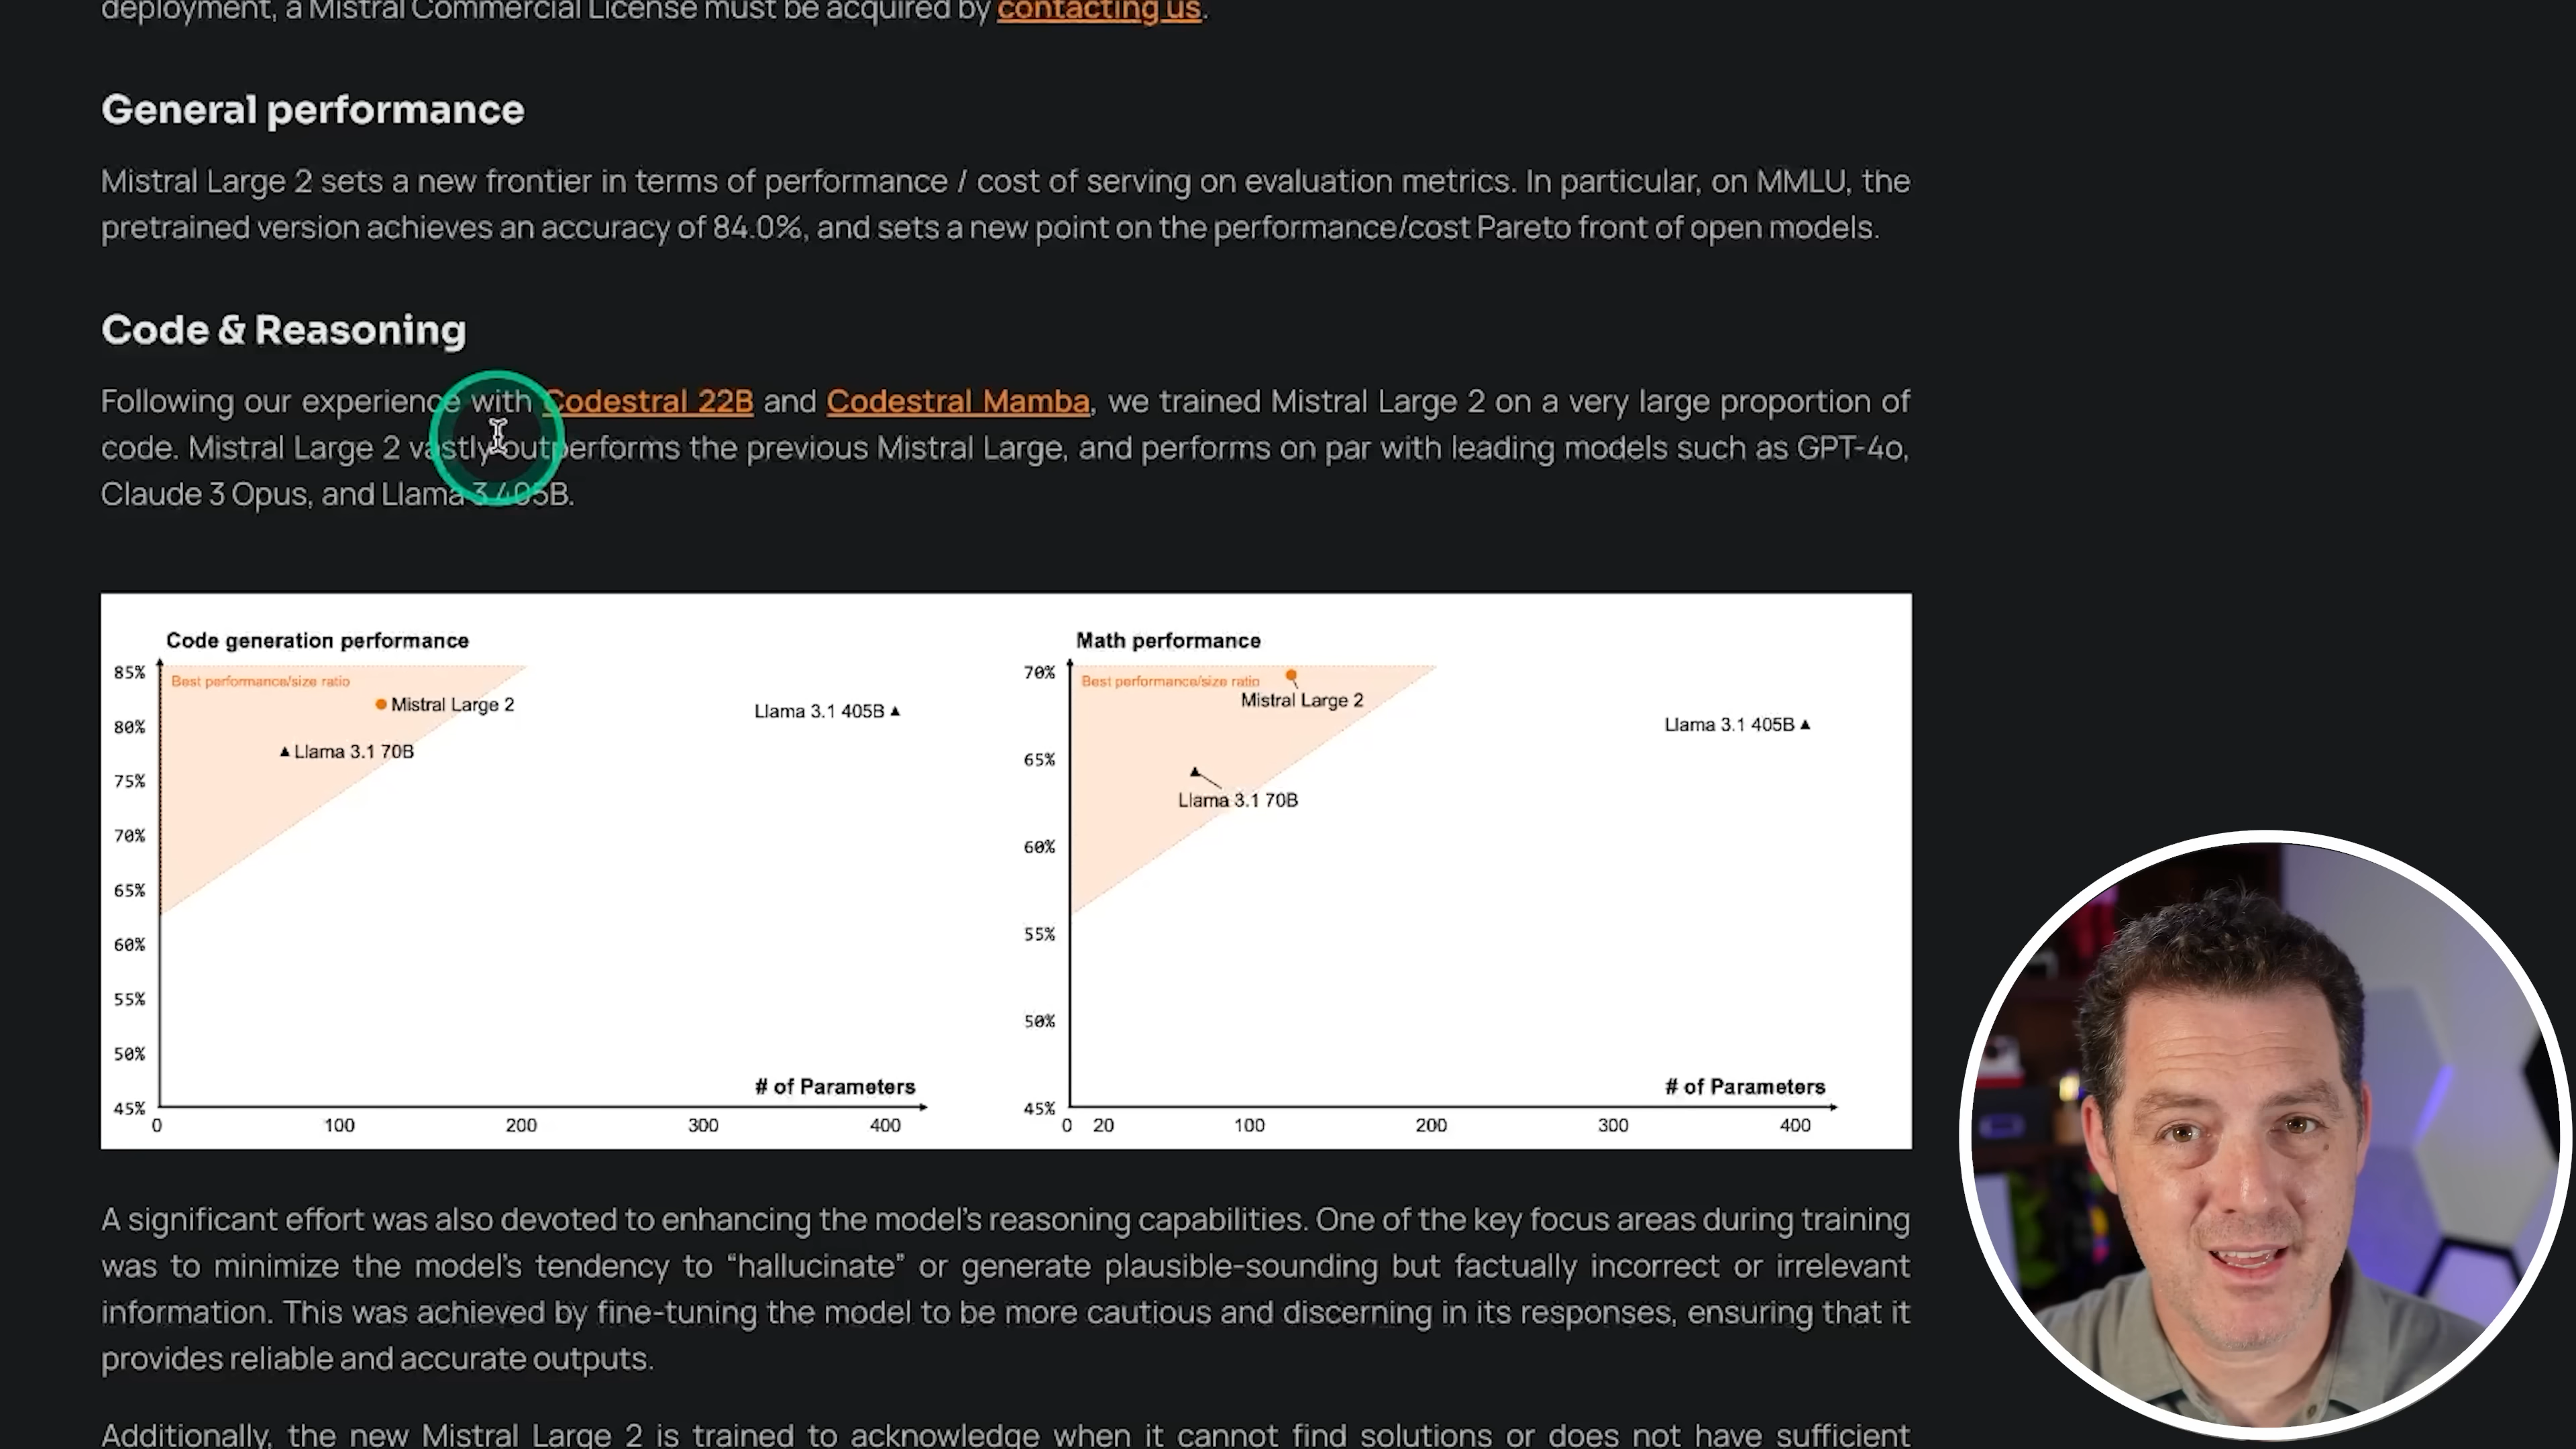 deployment, a Mistral Commercial License must be acquired by contacting us.
General performance
Mistral Large 2 sets a new frontier in terms of performance / cost of serving on evaluation metrics. In particular, on MMLU, the
pretrained version achieves an accuracy of 84.0%, and sets a new point on the performance/cost Pareto front of open models.
Code & Reasoning
Following our experience with Codestral 22B and Codestral Mamba, we trained Mistral Large 2 on a very large proportion of
code. Mistral Large 2 vastly outperforms the previous Mistral Large, and performs on par with leading models such as GPT-4o,
Claude 3 Opus, and Llama 3 405B.
Code generation performance
85%
Best performance/size ratio
Mistral Large 2
Llama 3.1 405B
80%
Llama 3.1 70B
75%
70%
65%
60%
55%
50%
# of Parameters
45%
0 100 200 300 400
Math performance
70%
Best performance/size ratio
Mistral Large 2
Llama 3.1 405B
65%
Llama 3.1 70B
60%
55%
50%
# of Parameters
45%
0 20 100 200 300 400
A significant effort was also devoted to enhancing the model's reasoning capabilities. One of the key focus areas during training
was to minimize the model's tendency to “hallucinate” or generate plausible-sounding but factually incorrect or irrelevant
information. This was achieved by fine-tuning the model to be more cautious and discerning in its responses, ensuring that it
provides reliable and accurate outputs.
Additionally, the new Mistral Large 2 is trained to acknowledge when it cannot find solutions or does not have sufficient